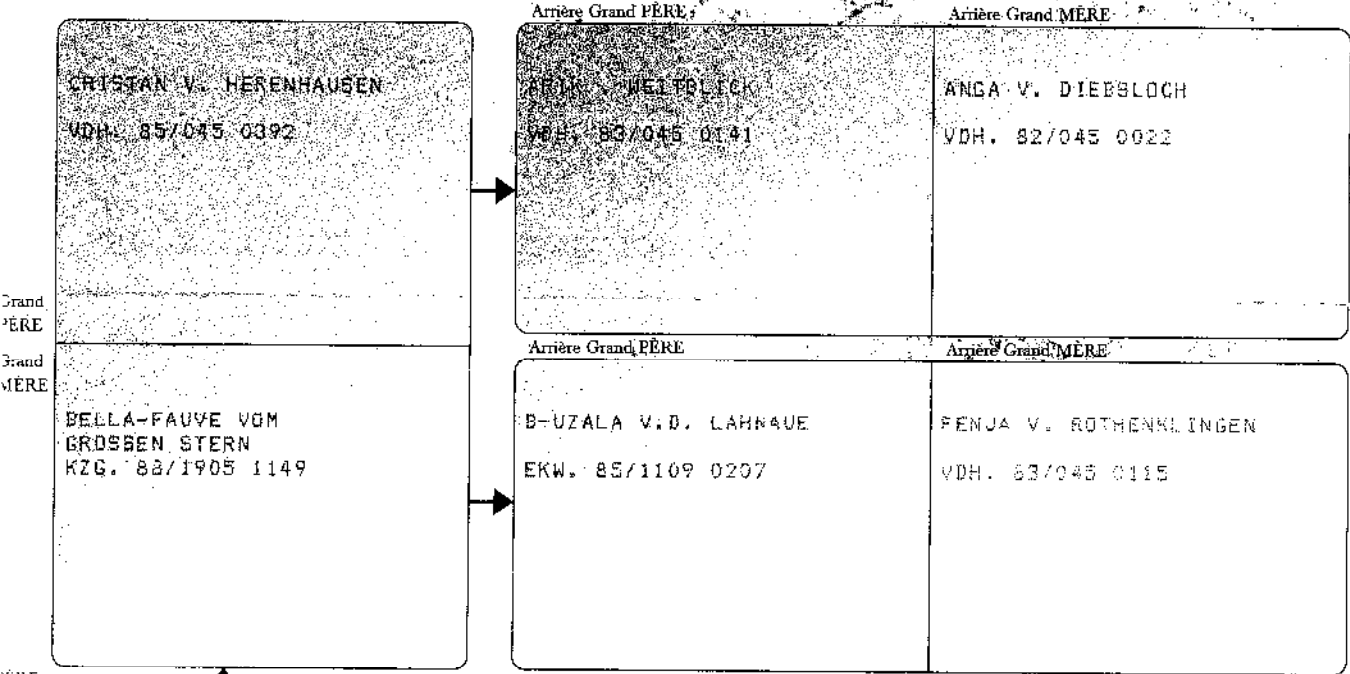 Arrière Grand PÈRE
Arrière Grand MÈRE
CRISTAN V. HERENHAUSEN
VDH. 85/045 0392
WEITBLICK
VDH. 83/045 0141
ANGA V. DIEBSLOCH
VDH. 82/045 0022
Grand
PÈRE
Grand
MÈRE
Arrière Grand PÈRE
Arrière Grand MÈRE
BELLA-FAUVE VOM
GROSSEN STERN
KZG. 88/1905 1149
B-UZALA V.D. LAHNAUE
EKW. 85/1109 0207
FENJA V. ROTHENKLINGEN
VDH. 83/045 0115